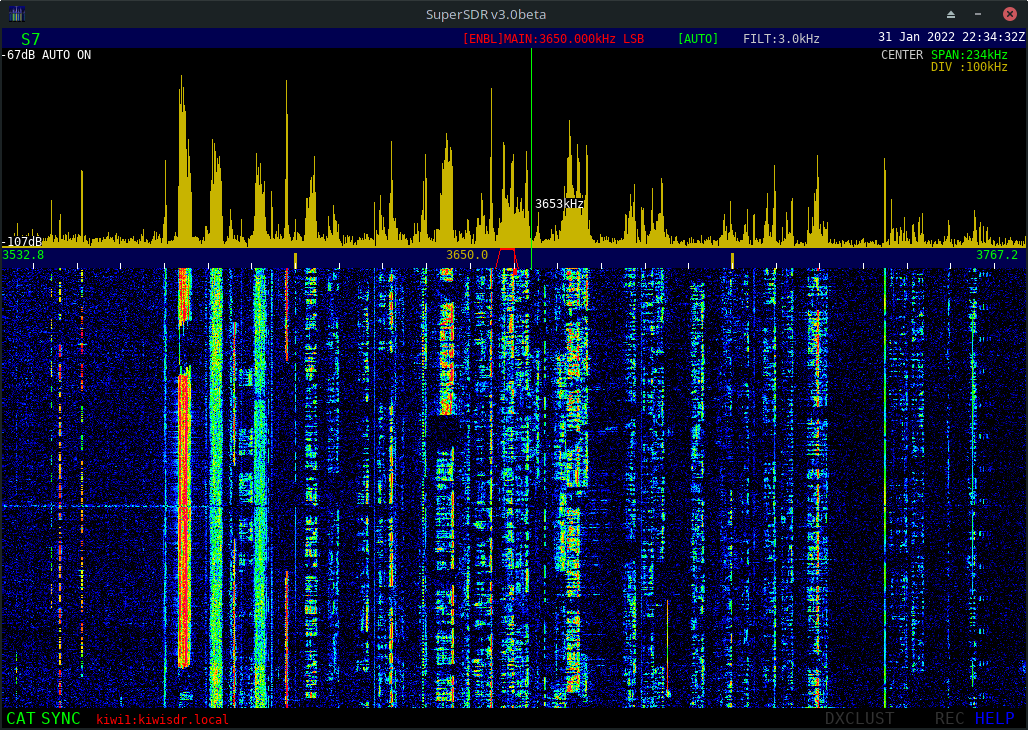 SuperSDR v3.0beta
S7 [ENBL]MAIN:3650.000kHz LSB [AUTO] FILT:3.0kHz 31 Jan 2022 22:34:32Z
-67dB AUTO ON CENTER SPAN:234kHz
DIV :100kHz
3653kHz
-107dB
3532.8 3650.0 3767.2
CAT SYNC kiwi1:kiwisdr.local DXCLUST REC HELP